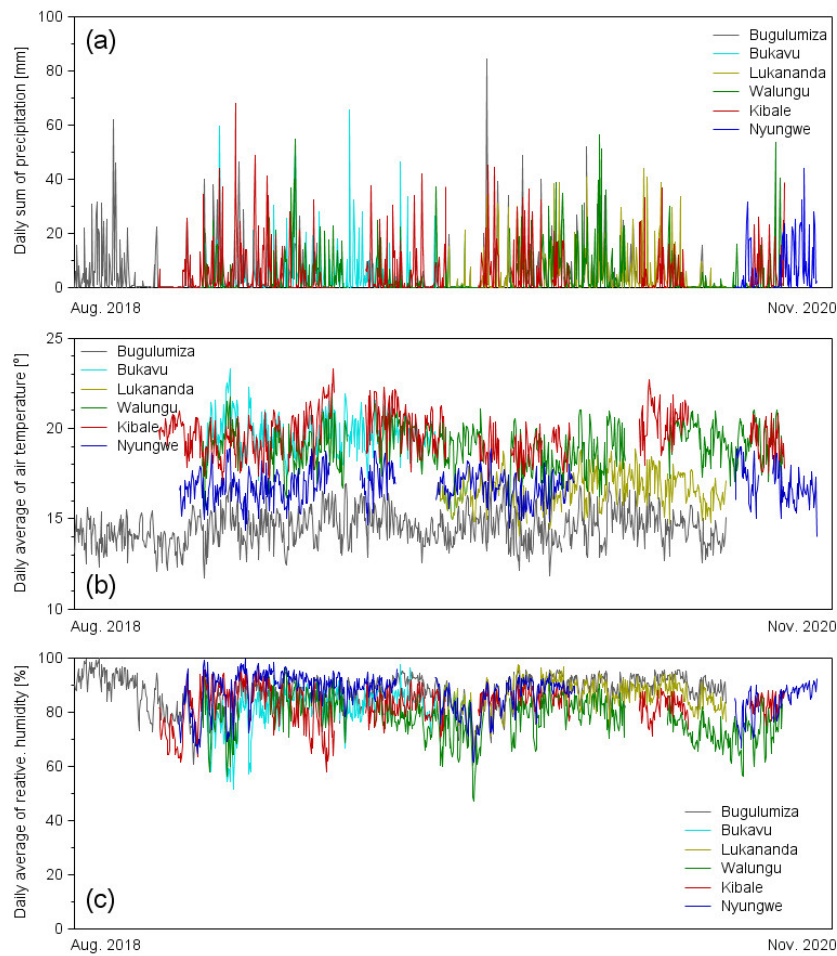 (a)
Daily sum of precipitation [mm]
100
80
60
40
20
0
Bugulumiza
Bukavu
Lukananda
Walungu
Kibale
Nyungwe
Aug. 2018
Nov. 2020
Daily average of air temperature [°]
25
20
15
10
Bugulumiza
Bukavu
Lukananda
Walungu
Kibale
Nyungwe
(b)
Aug. 2018
Nov. 2020
Daily average of reative. humidity [%]
100
80
60
40
20
0
Bugulumiza
Bukavu
Lukananda
Walungu
Kibale
Nyungwe
(c)
Aug. 2018
Nov. 2020